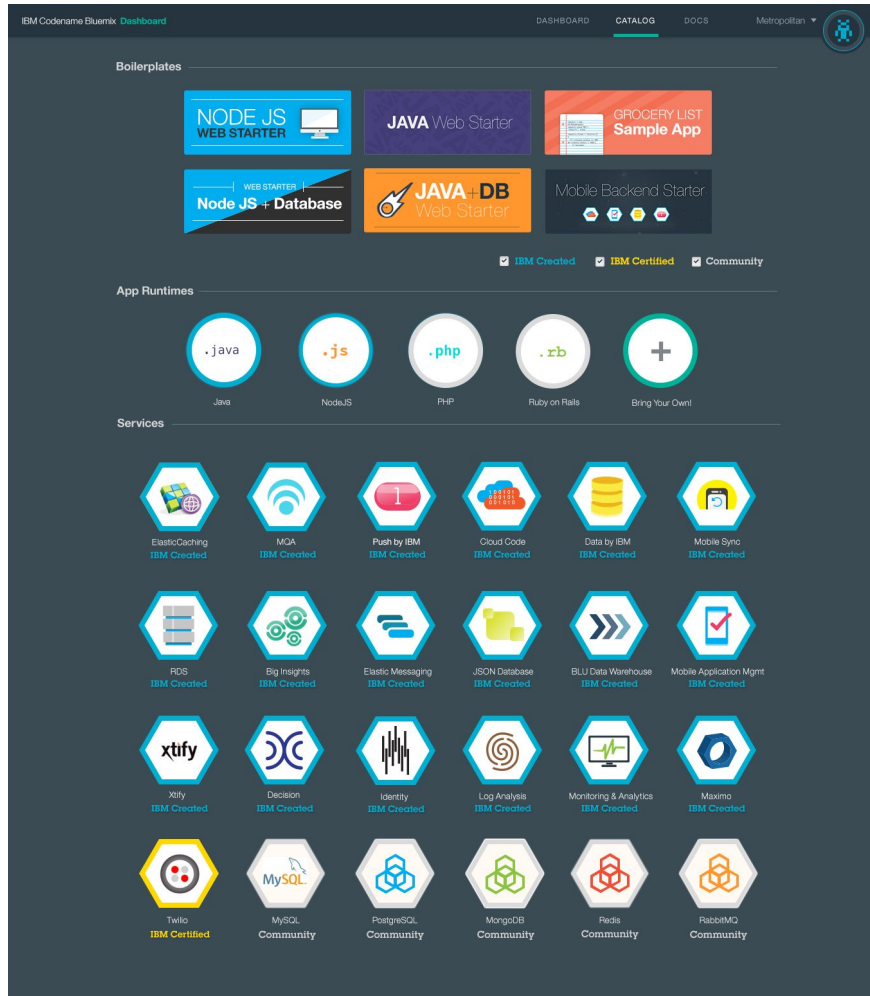 IBM Codename Bluemix Dashboard
DASHBOARD CATALOG DOCS Metropolitan
Boilerplates
NODE JS
WEB STARTER
JAVA Web Starter
GROCERY LIST
Sample App
WEB STARTER
Node JS + Database
JAVA+DB
Web Starter
Mobile Backend Starter
IBM Created IBM Certified Community
App Runtimes
.java .js .php .rb +
Java NodeJS PHP Ruby on Rails Bring Your Own!
Services
1
100101
000101
001010
ElasticCaching MQA Push by IBM Cloud Code Data by IBM Mobile Sync
IBM Created IBM Created IBM Created IBM Created IBM Created IBM Created
RDS Big Insights Elastic Messaging JSON Database BLU Data Warehouse Mobile Application Mgmt
IBM Created IBM Created IBM Created IBM Created IBM Created IBM Created
xtify
Xtify Decision Identity Log Analysis Monitoring & Analytics Maximo
IBM Created IBM Created IBM Created IBM Created IBM Created IBM Created
MySQL
Twilio MySQL PostgreSQL MongoDB Redis RabbitMQ
IBM Certified Community Community Community Community Community